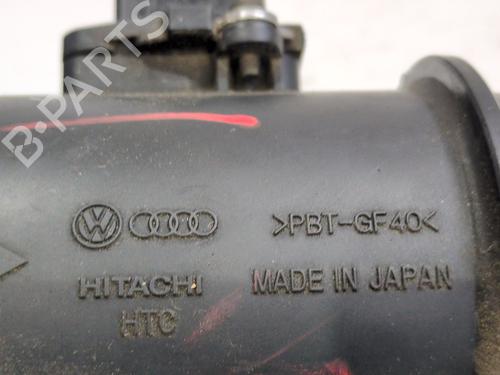 B-PARTS
>PBT-GF40<
HITACHI MADE IN JAPAN
HTC